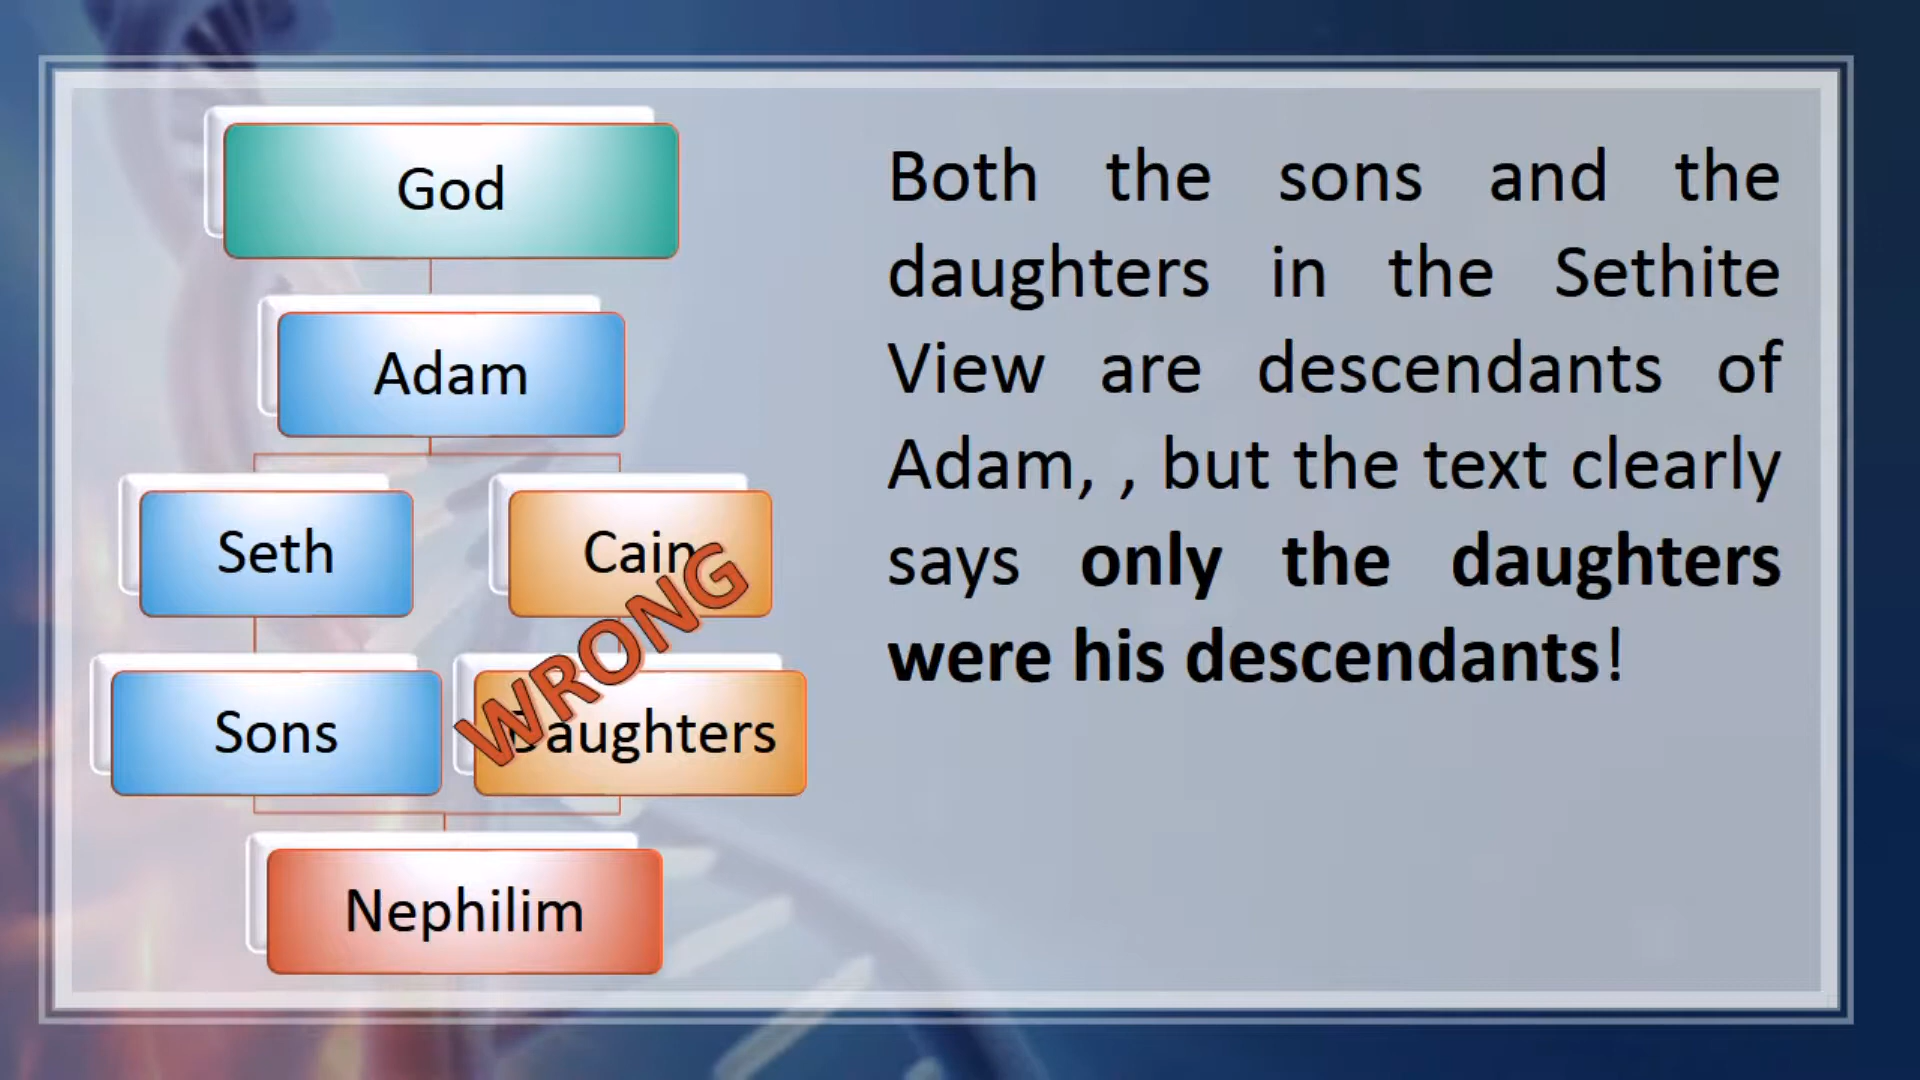 God
Adam
Seth
Cain
WRONG
Sons
Daughters
Nephilim
Both the sons and the
daughters in the Sethite
View are descendants of
Adam, , but the text clearly
says only the daughters
were his descendants!